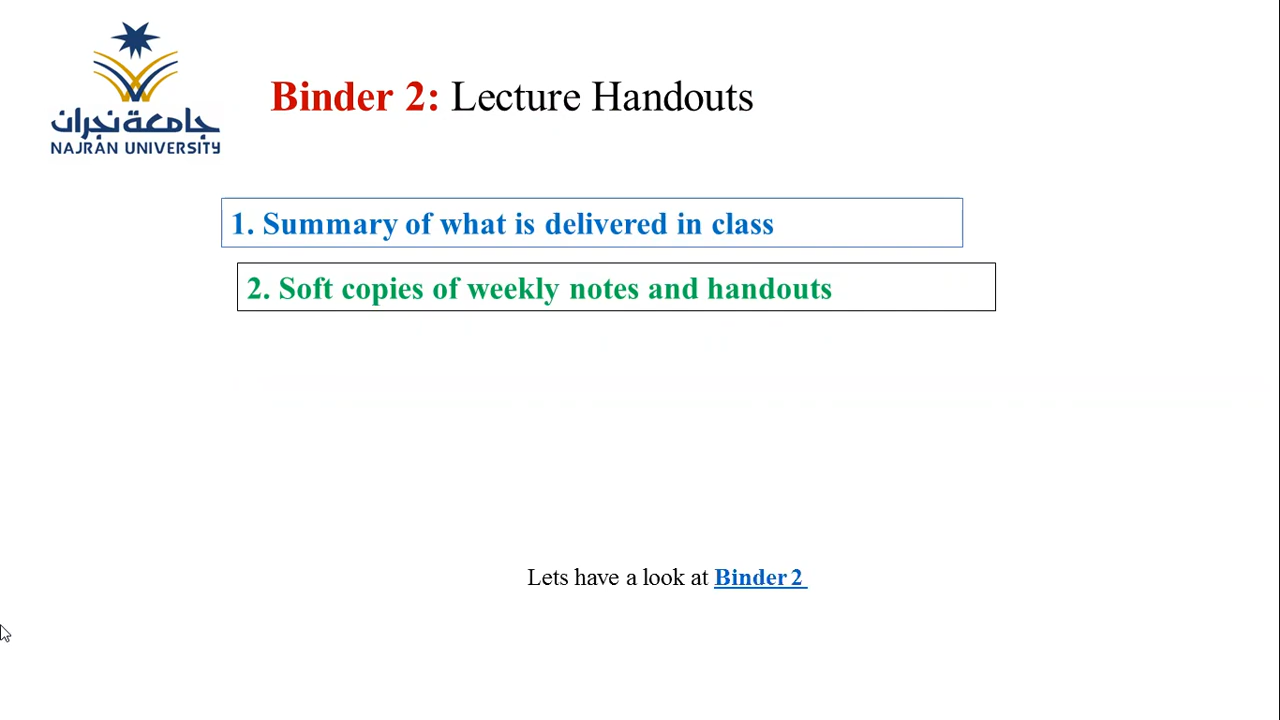 جامعة نجران
NAJRAN UNIVERSITY
Binder 2: Lecture Handouts
1. Summary of what is delivered in class
2. Soft copies of weekly notes and handouts
Lets have a look at Binder 2